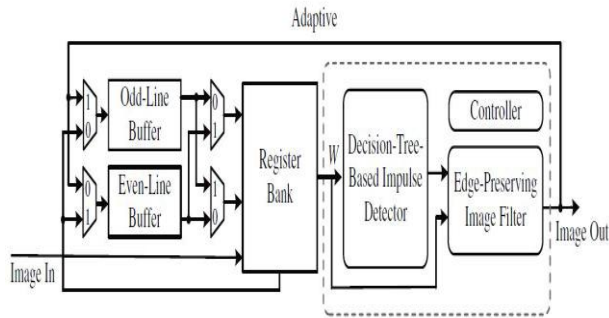 Adaptive
1
0
Odd-Line
Buffer
0
1
0
1
Even-Line
Buffer
1
0
Register
Bank
W
Decision-Tree-
Based Impulse
Detector
Controller
Edge-Preserving
Image Filter
Image In
Image Out